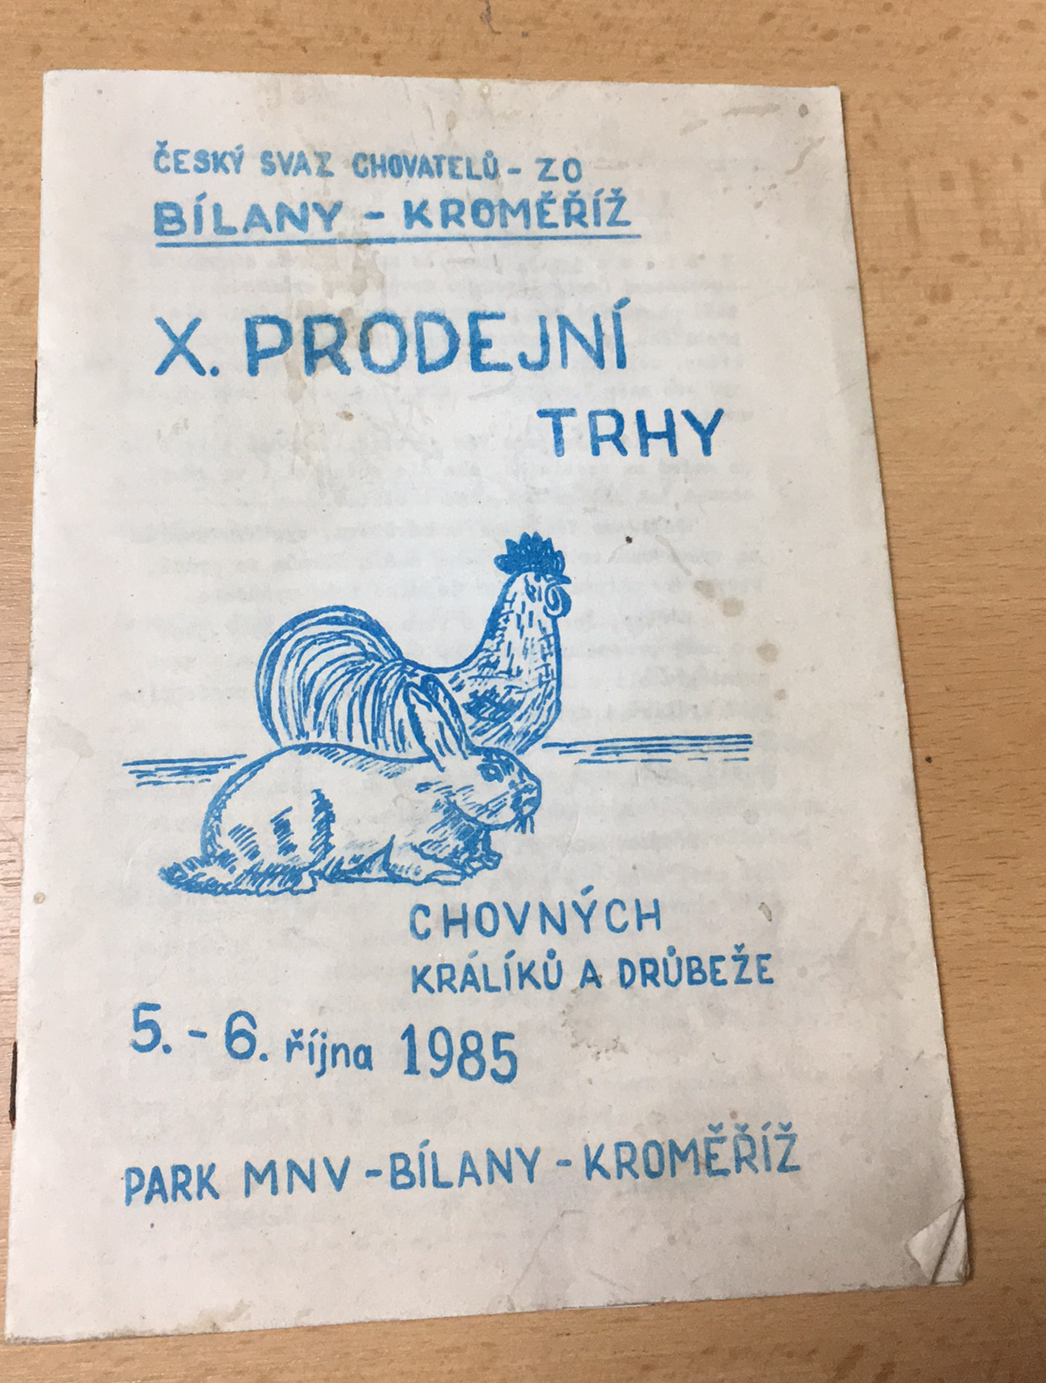 ČESKÝ SVAZ CHOVATELŮ - ZO
BÍLANY - KROMĚŘÍŽ
X. PRODEJNÍ
TRHY
CHOVNÝCH
KRÁLÍKŮ A DRŮBEŽE
5. - 6. října 1985
PARK MNV - BÍLANY - KROMĚŘÍŽ